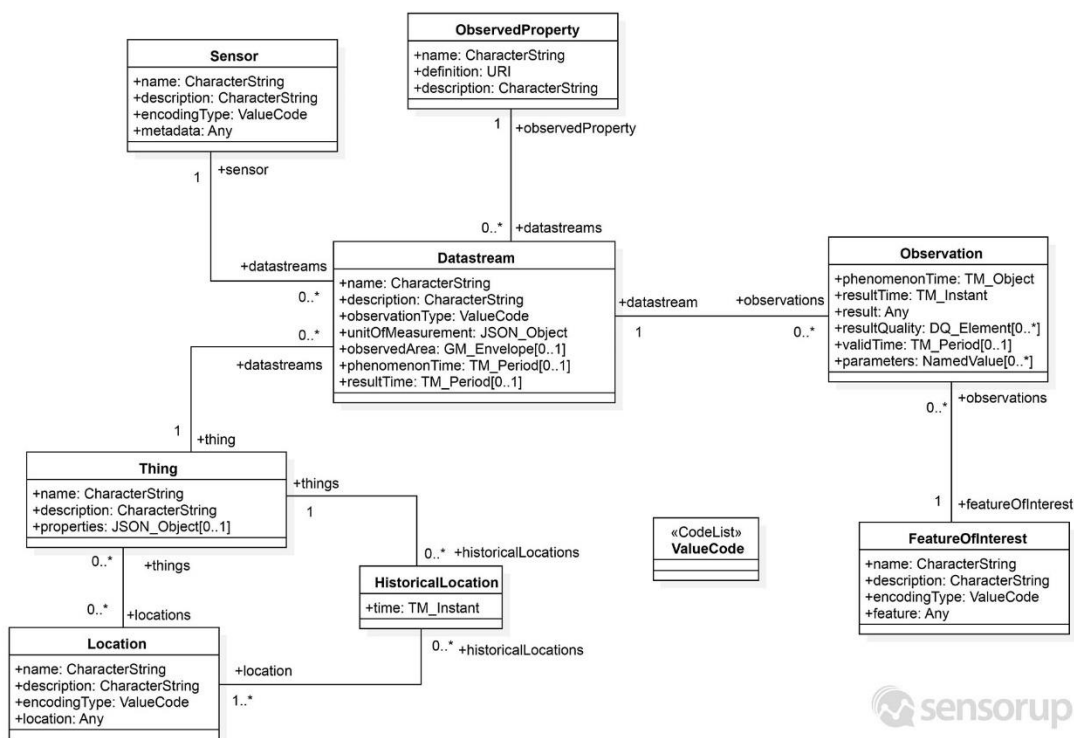 ObservedProperty
+name: CharacterString
+definition: URI
+description: CharacterString
1
+observedProperty
Sensor
+name: CharacterString
+description: CharacterString
+encodingType: ValueCode
+metadata: Any
1
+sensor
0..*
+datastreams
+datastreams
0..*
Datastream
+name: CharacterString
+description: CharacterString
+observationType: ValueCode
+unitOfMeasurement: JSON_Object
+observedArea: GM_Envelope[0..1]
+phenomenonTime: TM_Period[0..1]
+resultTime: TM_Period[0..1]
+datastream
1
+observations
0..*
Observation
+phenomenonTime: TM_Object
+resultTime: TM_Instant
+result: Any
+resultQuality: DQ_Element[0..*]
+validTime: TM_Period[0..1]
+parameters: NamedValue[0..*]
0..*
+datastreams
+observations
0..*
1
+thing
Thing
+name: CharacterString
+description: CharacterString
+properties: JSON_Object[0..1]
+things
1
0..*
+historicalLocations
HistoricalLocation
+time: TM_Instant
0..*
+historicalLocations
«CodeList»
ValueCode
1
+featureOfInterest
FeatureOfInterest
+name: CharacterString
+description: CharacterString
+encodingType: ValueCode
+feature: Any
0..*
+things
0..*
+locations
Location
+name: CharacterString
+description: CharacterString
+encodingType: ValueCode
+location: Any
+location
1..*
sensorup